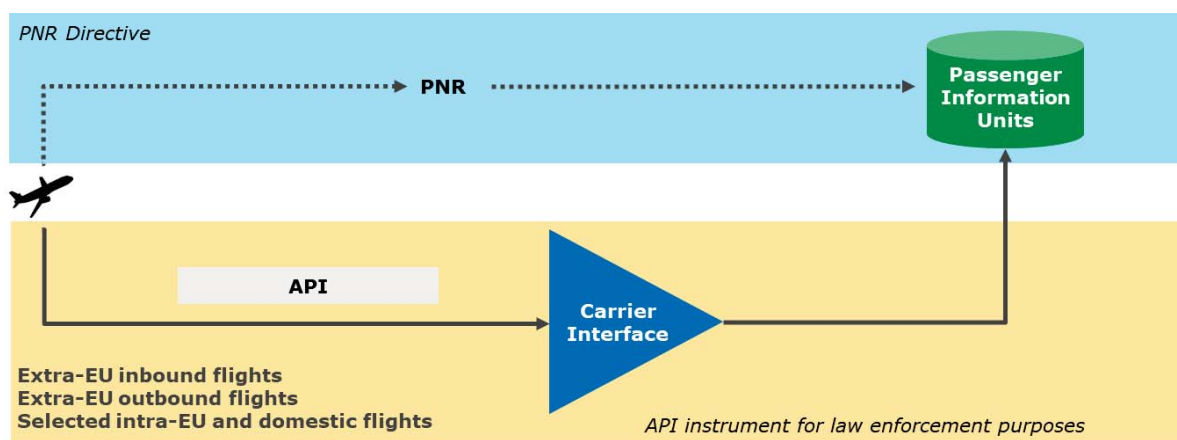 PNR Directive
PNR
Passenger
Information
Units
API
Carrier
Interface
Extra-EU inbound flights
Extra-EU outbound flights
Selected intra-EU and domestic flights
API instrument for law enforcement purposes